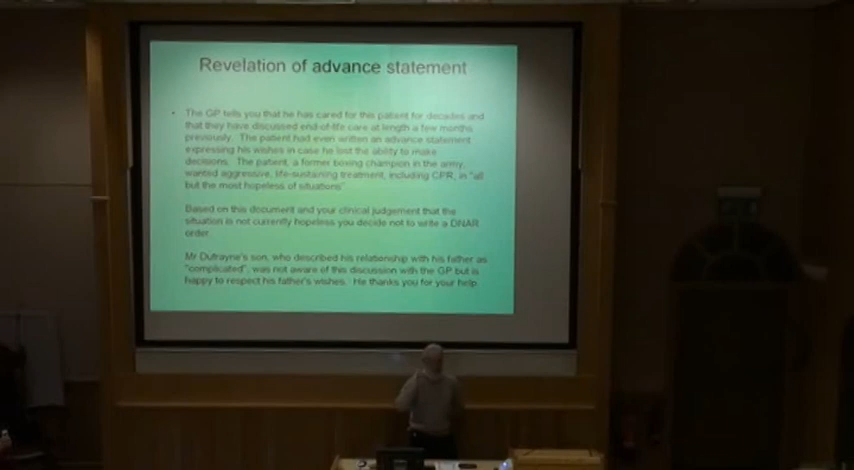 Revelation of advance statement
• The GP tells you that he has cared for this patient for decades and
that they have discussed end-of-life care at length a few months
previously. The patient had even written an advance statement
expressing his wishes in case he lost the ability to make
decisions. The patient, a former boxing champion in the army,
wanted aggressive, life-sustaining treatment, including CPR, in "all
but the most hopeless of situations"
Based on this document and your clinical judgement that the
situation is not currently hopeless you decide not to write a DNAR
order.
Mr Dufrayne's son, who described his relationship with his father as
"complicated", was not aware of this discussion with the GP but is
happy to respect his father's wishes. He thanks you for your help.